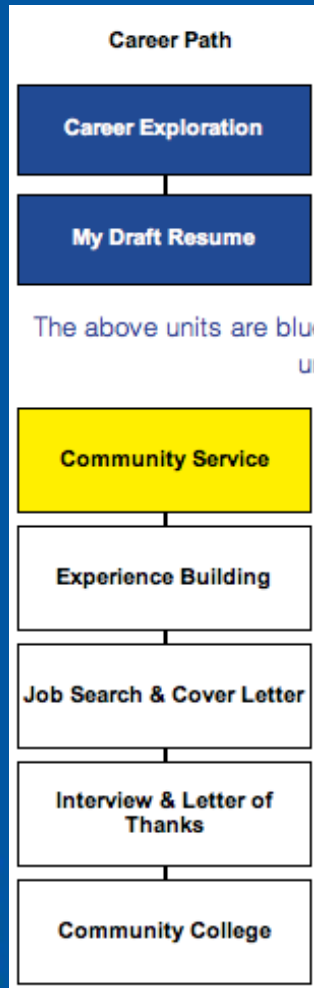 Career Path
Career Exploration
My Draft Resume
The above units are blue
Community Service
Experience Building
Job Search & Cover Letter
Interview & Letter of
Thanks
Community College